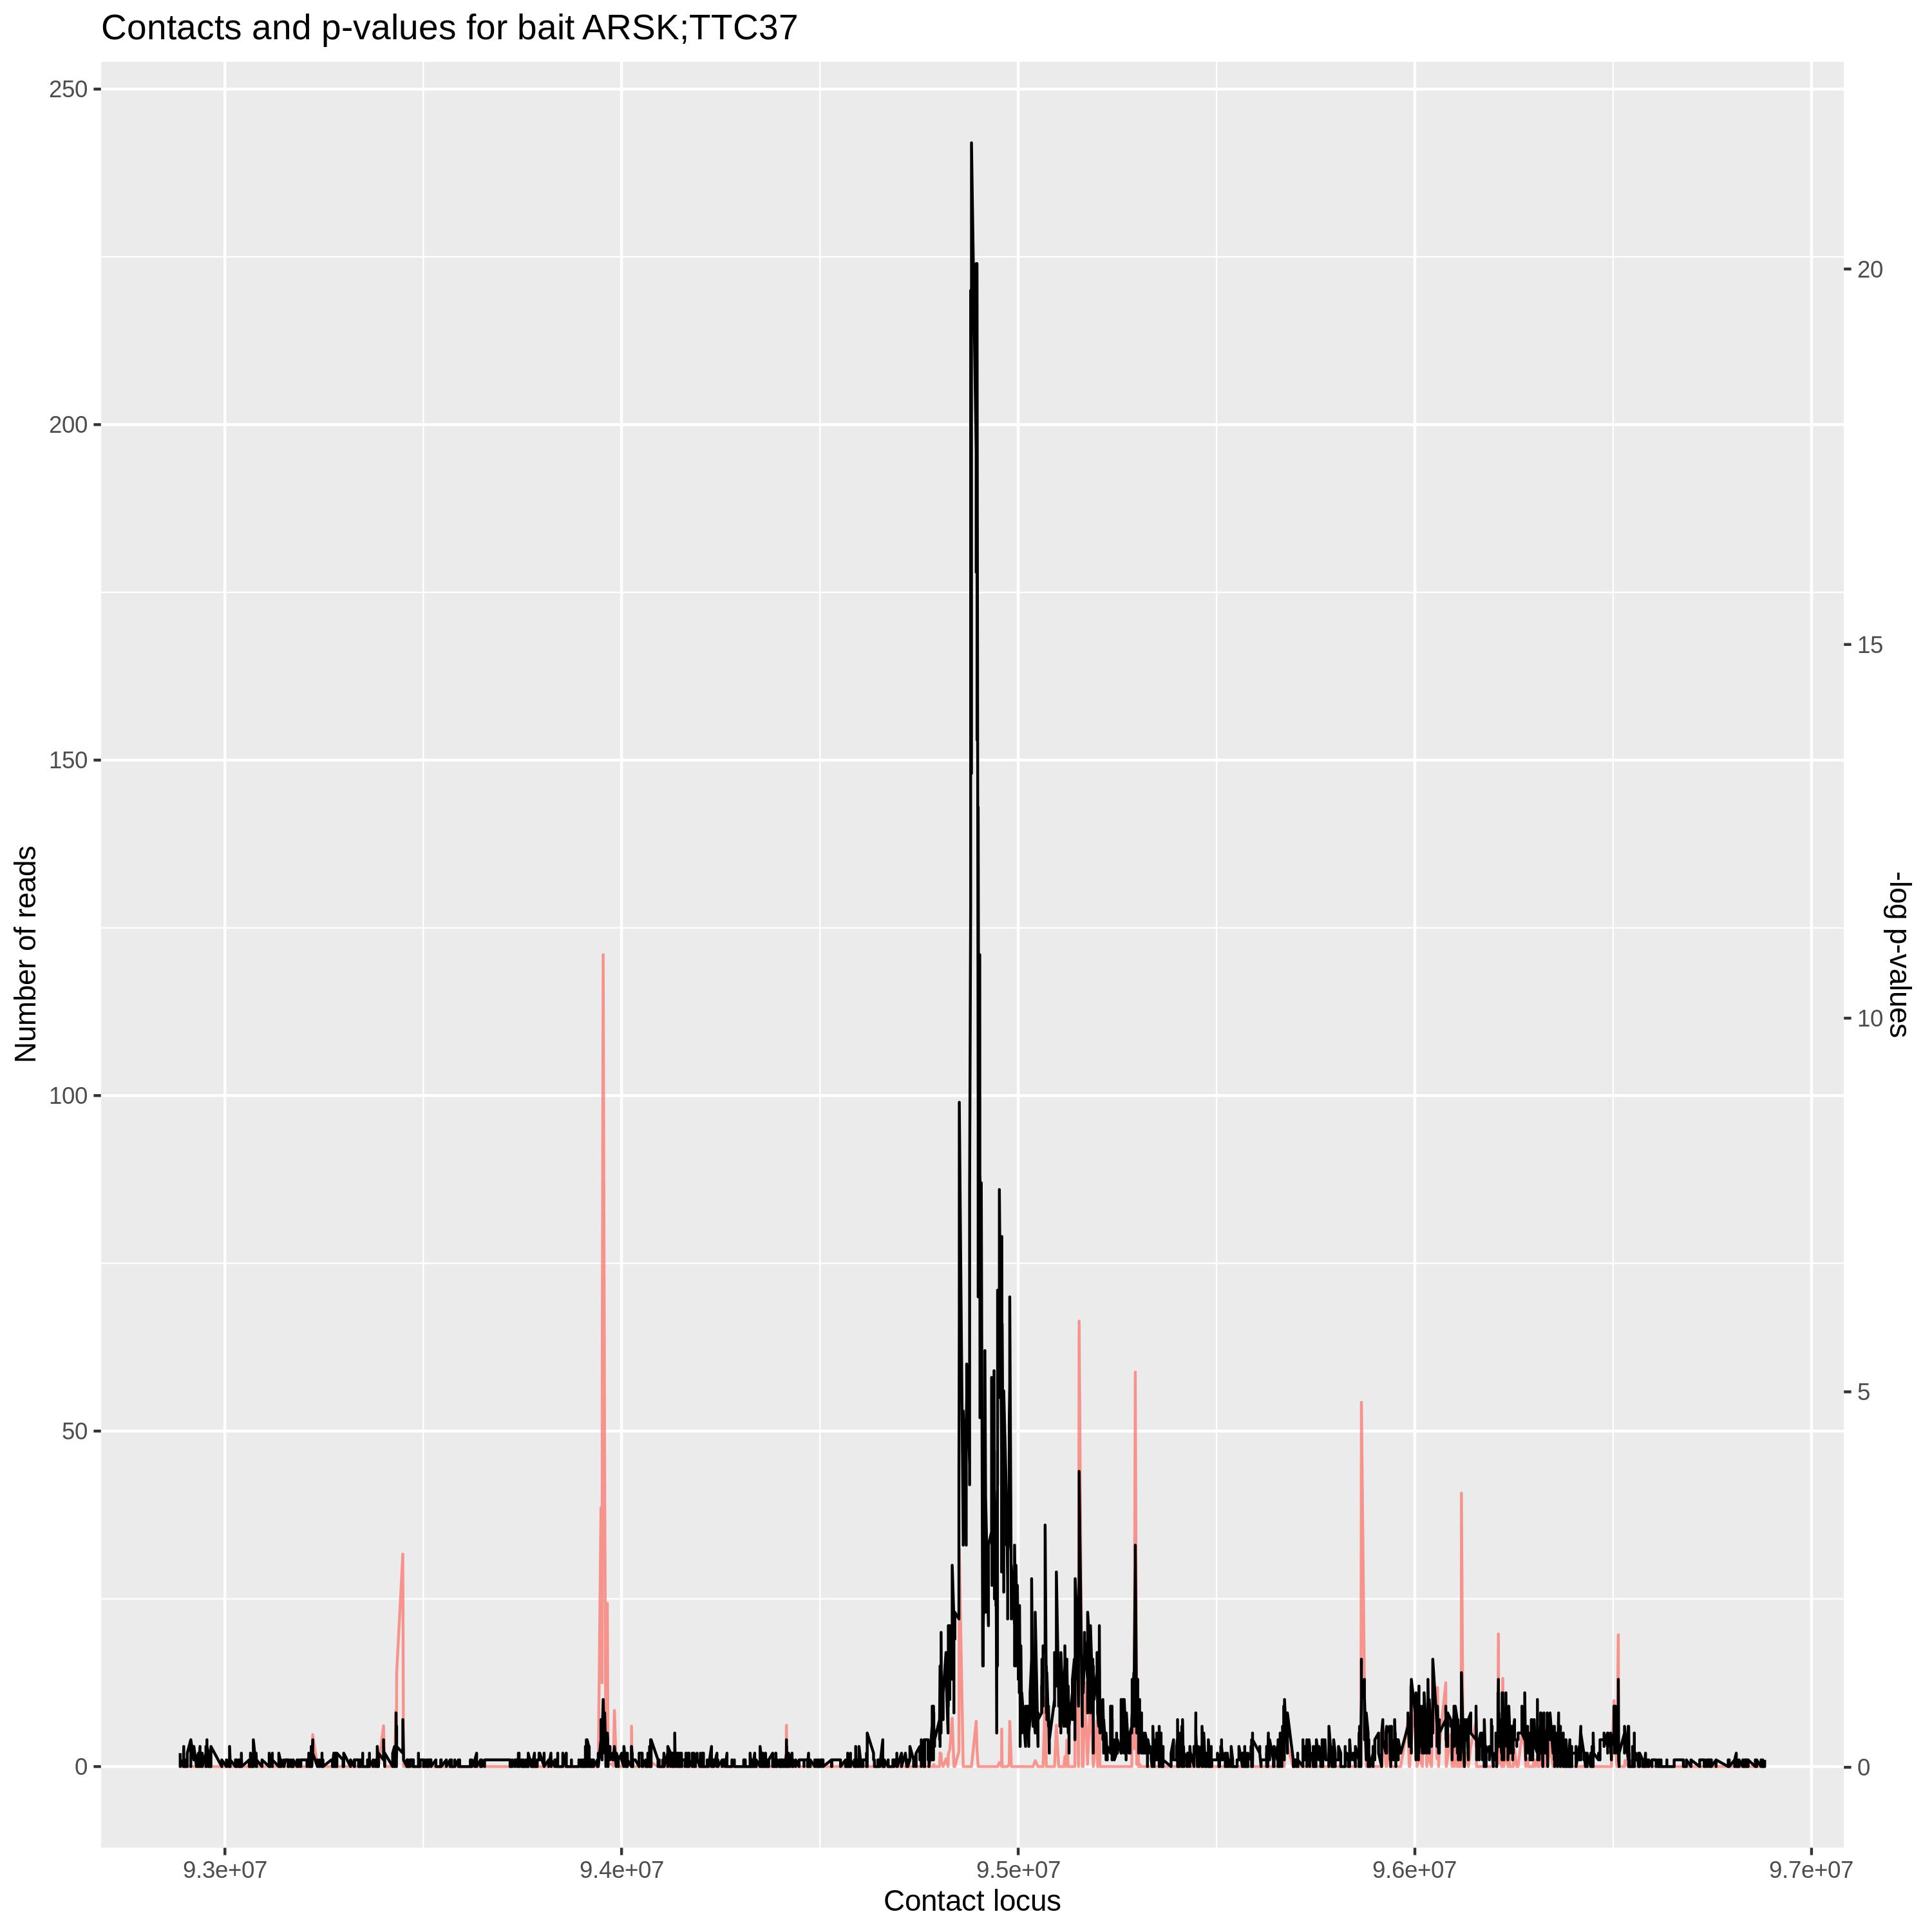 Contacts and p-values for bait ARSK;TTC37
250
200
150
100
50
0
Number of reads
20
15
10
5
0
-log p-values
9.3e+07
9.4e+07
9.5e+07
9.6e+07
9.7e+07
Contact locus